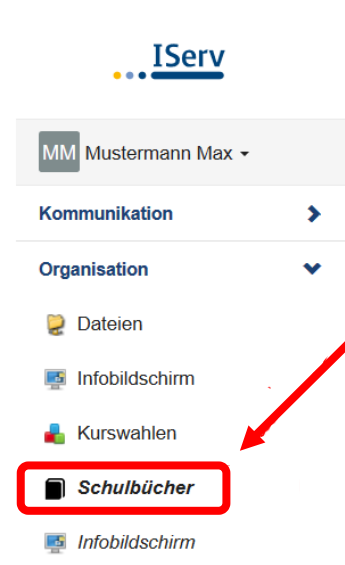 IServ
MM Mustermann Max
Kommunikation
Organisation
Dateien
Infobildschirm
Kurswahlen
Schulbücher
Infobildschirm